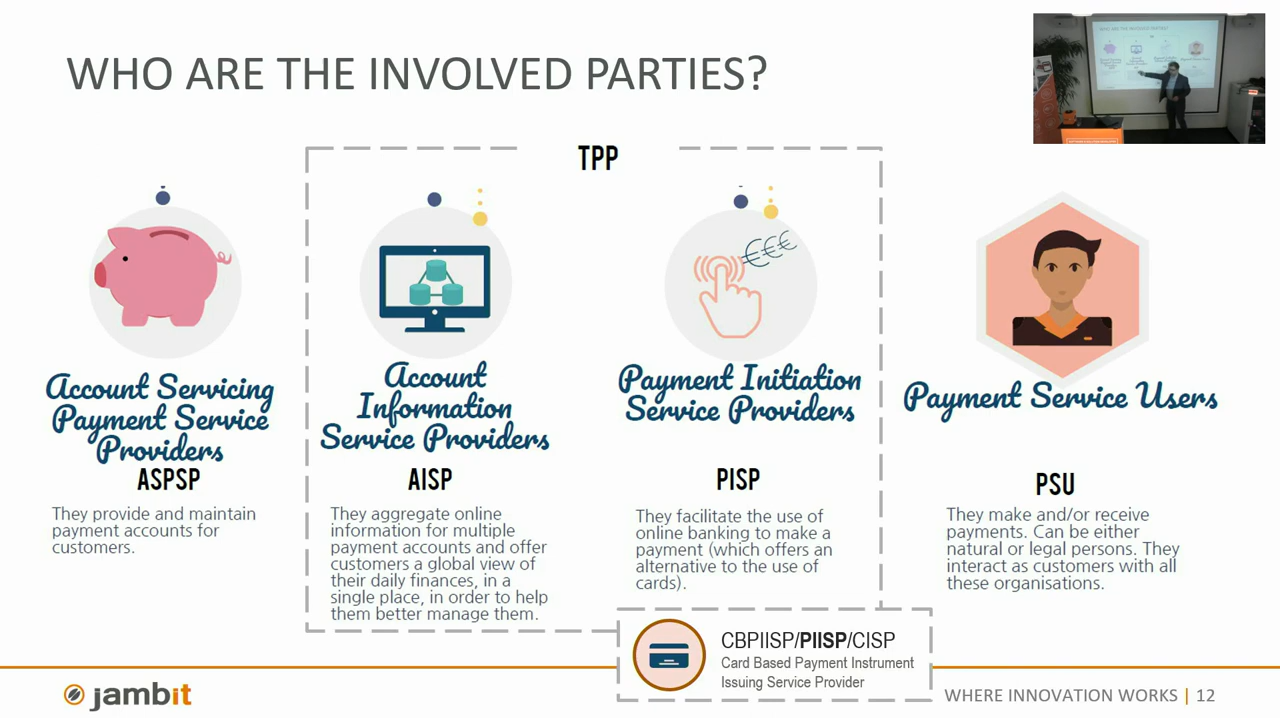 WHO ARE THE INVOLVED PARTIES?
TPP
Account Servicing
Payment Service
Providers
ASPSP
They provide and maintain
payment accounts for
customers.
Account
Information
Service Providers
AISP
They aggregate online
information for multiple
payment accounts and offer
customers a global view of
their daily finances, in a
single place, in order to help
them better manage them.
€€€
Payment Initiation
Service Providers
PISP
They facilitate the use of
online banking to make a
payment (which offers an
alternative to the use of
cards).
Payment Service Users
PSU
They make and/or receive
payments. Can be either
natural or legal persons. They
interact as customers with all
these organisations.
CBPIISP/PIISP/CISP
Card Based Payment Instrument
Issuing Service Provider
jambit
WHERE INNOVATION WORKS | 12